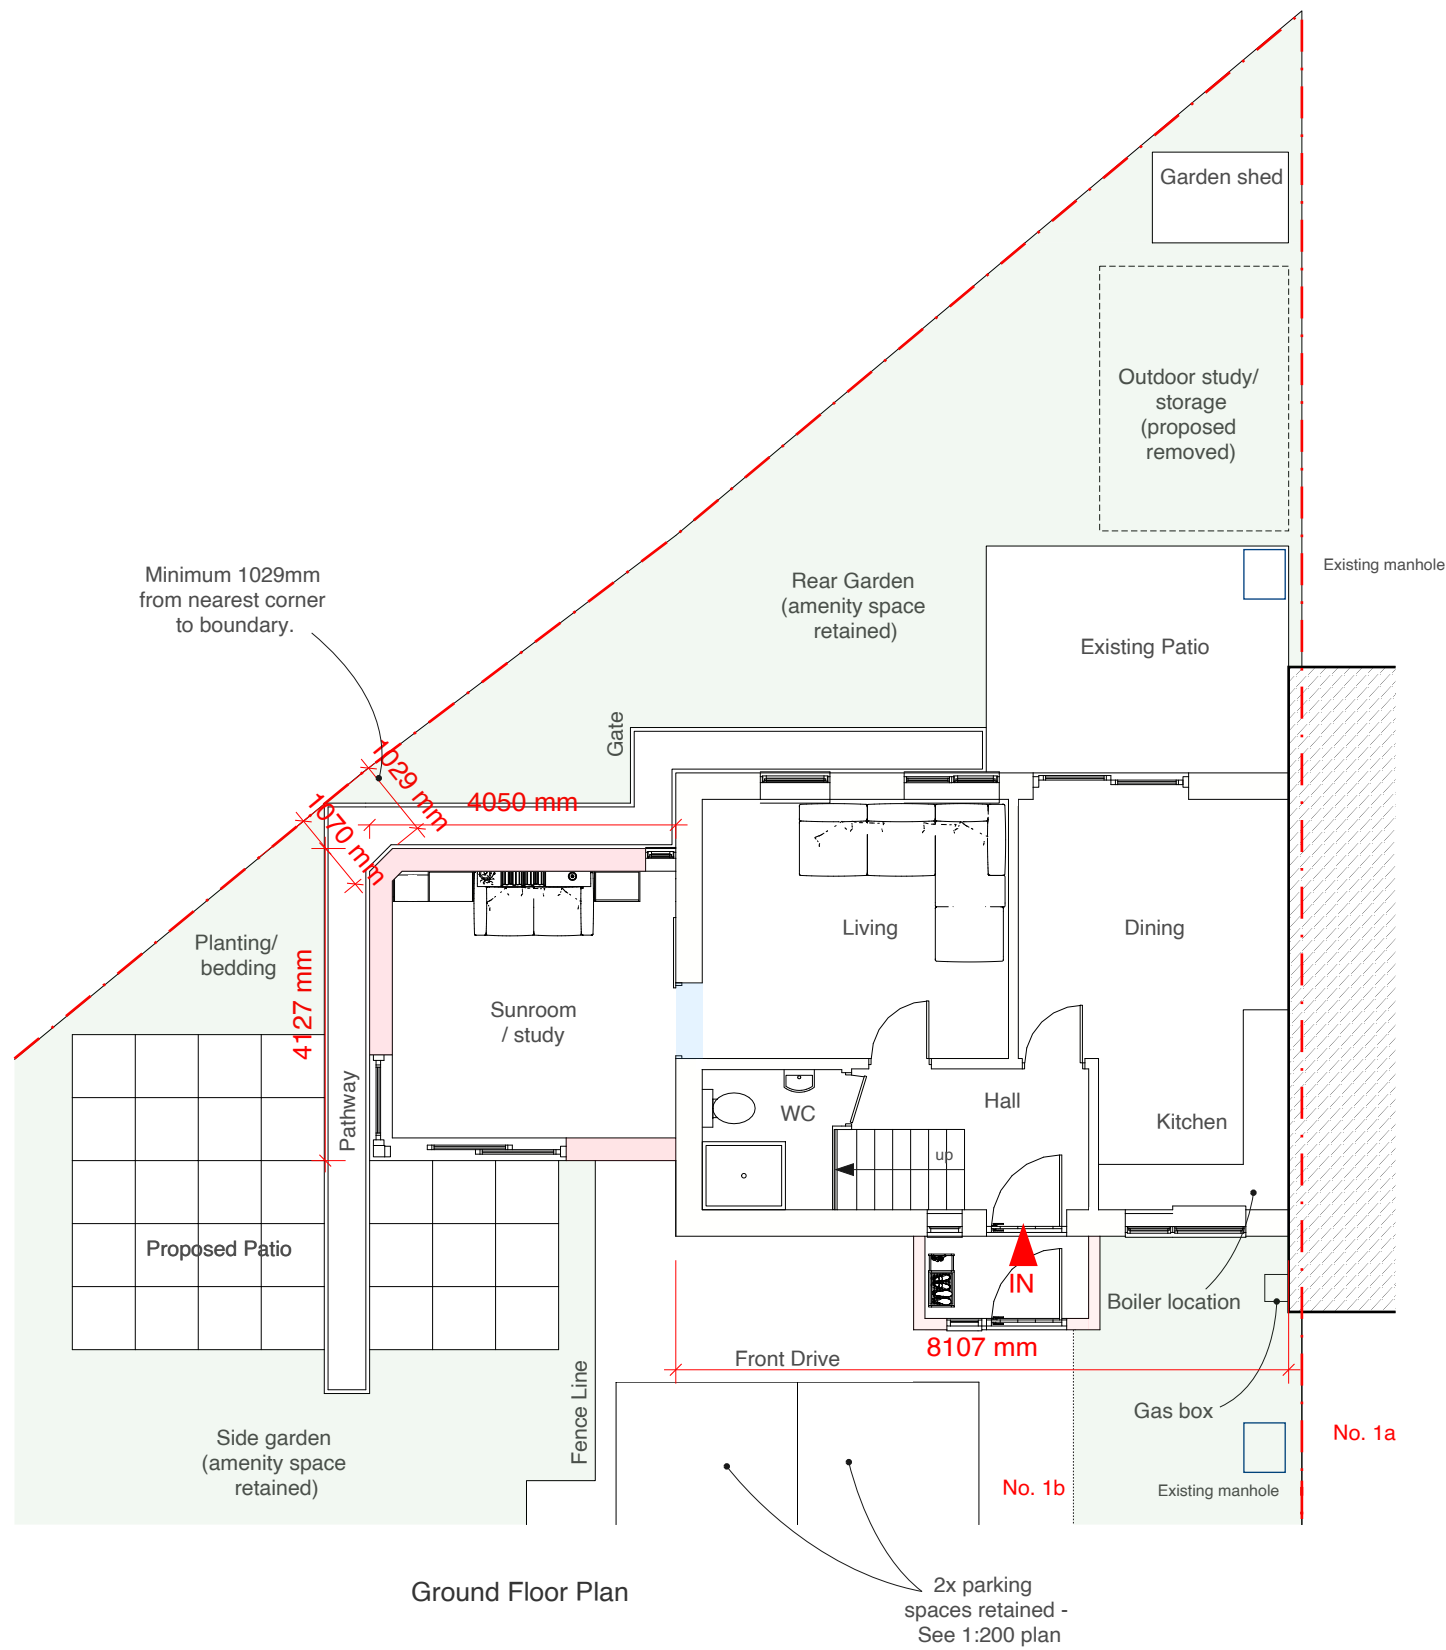 Garden shed
Outdoor study/
storage
(proposed
removed)
Existing manhole
Minimum 1029mm
from nearest corner
to boundary.
Rear Garden
(amenity space
retained)
Existing Patio
Gate
1029 mm
1070 mm
4050 mm
Living
Dining
Planting/
bedding
4127 mm
Sunroom
/ study
Pathway
WC
Hall
Kitchen
up
Proposed Patio
IN
Boiler location
8107 mm
Front Drive
Fence Line
Gas box
Side garden
(amenity space
retained)
No. 1a
No. 1b
Existing manhole
Ground Floor Plan
2x parking
spaces retained -
See 1:200 plan